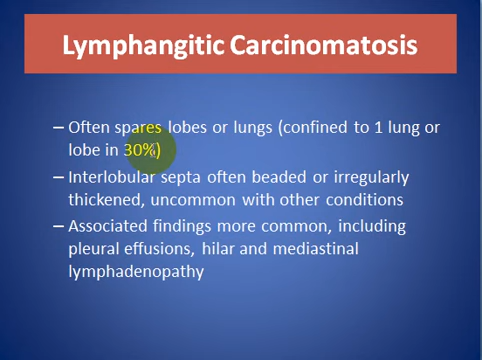 Lymphangitic Carcinomatosis
– Often spares lobes or lungs (confined to 1 lung or
lobe in 30%)
– Interlobular septa often beaded or irregularly
thickened, uncommon with other conditions
– Associated findings more common, including
pleural effusions, hilar and mediastinal
lymphadenopathy